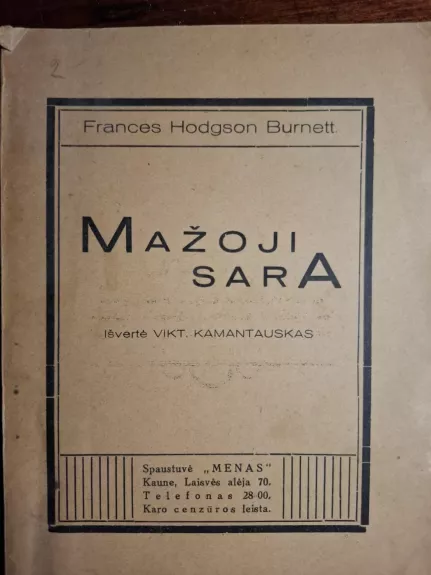 2
Frances Hodgson Burnett.
MAŽOJI
SARA
Išvertė VIKT. KAMANTAUSKAS
Spaustuvė „MENAS"
Kaune, Laisvės alėja 70.
Telefonas 28-00.
Karo cenzūros leista.